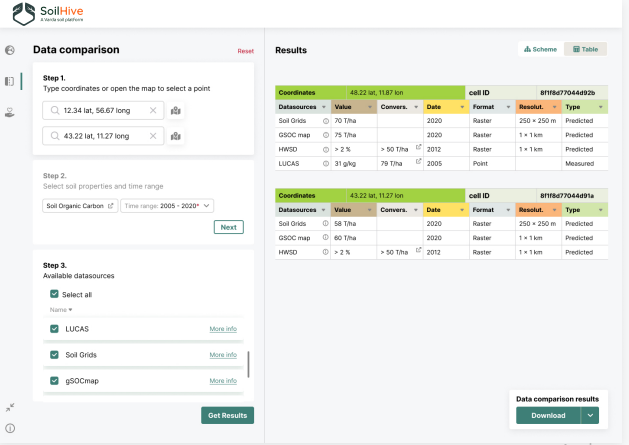 SoilHive
A Varda soil platform
Data comparison
Reset
Step 1.
Type coordinates or open the map to select a point
12.34 lat, 56.67 long
43.22 lat, 11.27 long
Step 2.
Select soil properties and time range
Soil Organic Carbon
Time range: 2005 - 2020*
Next
Step 3.
Available datasources
Select all
Name
LUCAS More info
Soil Grids More info
gSOCmap More info
Get Results
Results
Scheme
Table
Coordinates 48.22 lat, 11.87 lon cell ID 8f1f8d77044d92b
Datasources Value Convers. Date Format Resolut. Type
Soil Grids 70 T/ha 2020 Raster 250 × 250 m Predicted
GSOC map 75 T/ha 2020 Raster 1 × 1 km Predicted
HWSD > 2 % > 50 T/ha 2012 Raster 1 × 1 km Predicted
LUCAS 31 g/kg 79 T/ha 2005 Point Measured
Coordinates 43.22 lat, 11.27 lon cell ID 8f1f8d77044d91a
Datasources Value Convers. Date Format Resolut. Type
Soil Grids 58 T/ha 2020 Raster 250 × 250 m Predicted
GSOC map 60 T/ha 2020 Raster 1 × 1 km Predicted
HWSD > 2 % > 50 T/ha 2012 Raster 1 × 1 km Predicted
Data comparison results
Download